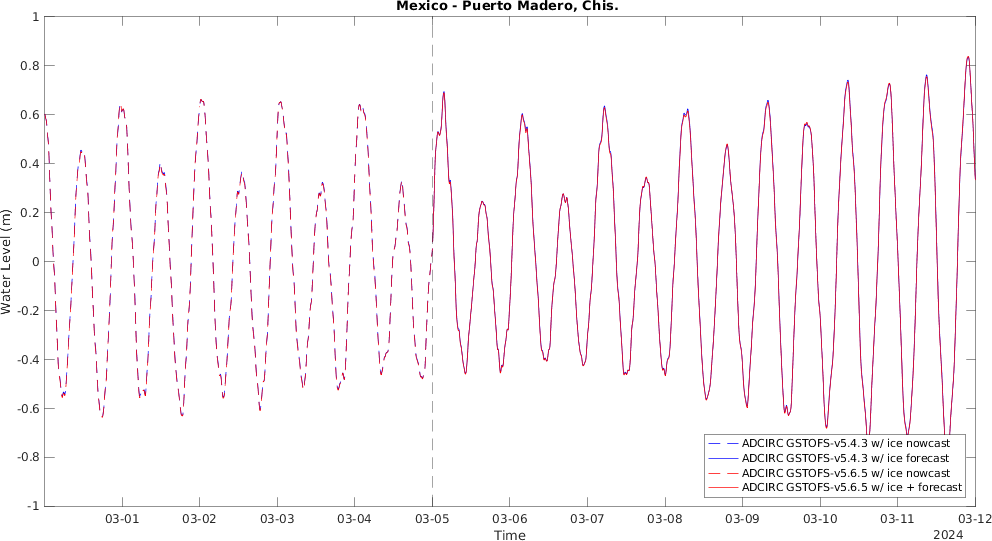 Mexico - Puerto Madero, Chis.
1
0.8
0.6
0.4
0.2
0
-0.2
-0.4
-0.6
-0.8
-1
Water Level (m)
ADCIRC GSTOFS-v5.4.3 w/ ice nowcast
ADCIRC GSTOFS-v5.4.3 w/ ice forecast
ADCIRC GSTOFS-v5.6.5 w/ ice nowcast
ADCIRC GSTOFS-v5.6.5 w/ ice + forecast
03-01 03-02 03-03 03-04 03-05 03-06 03-07 03-08 03-09 03-10 03-11 03-12
Time
2024